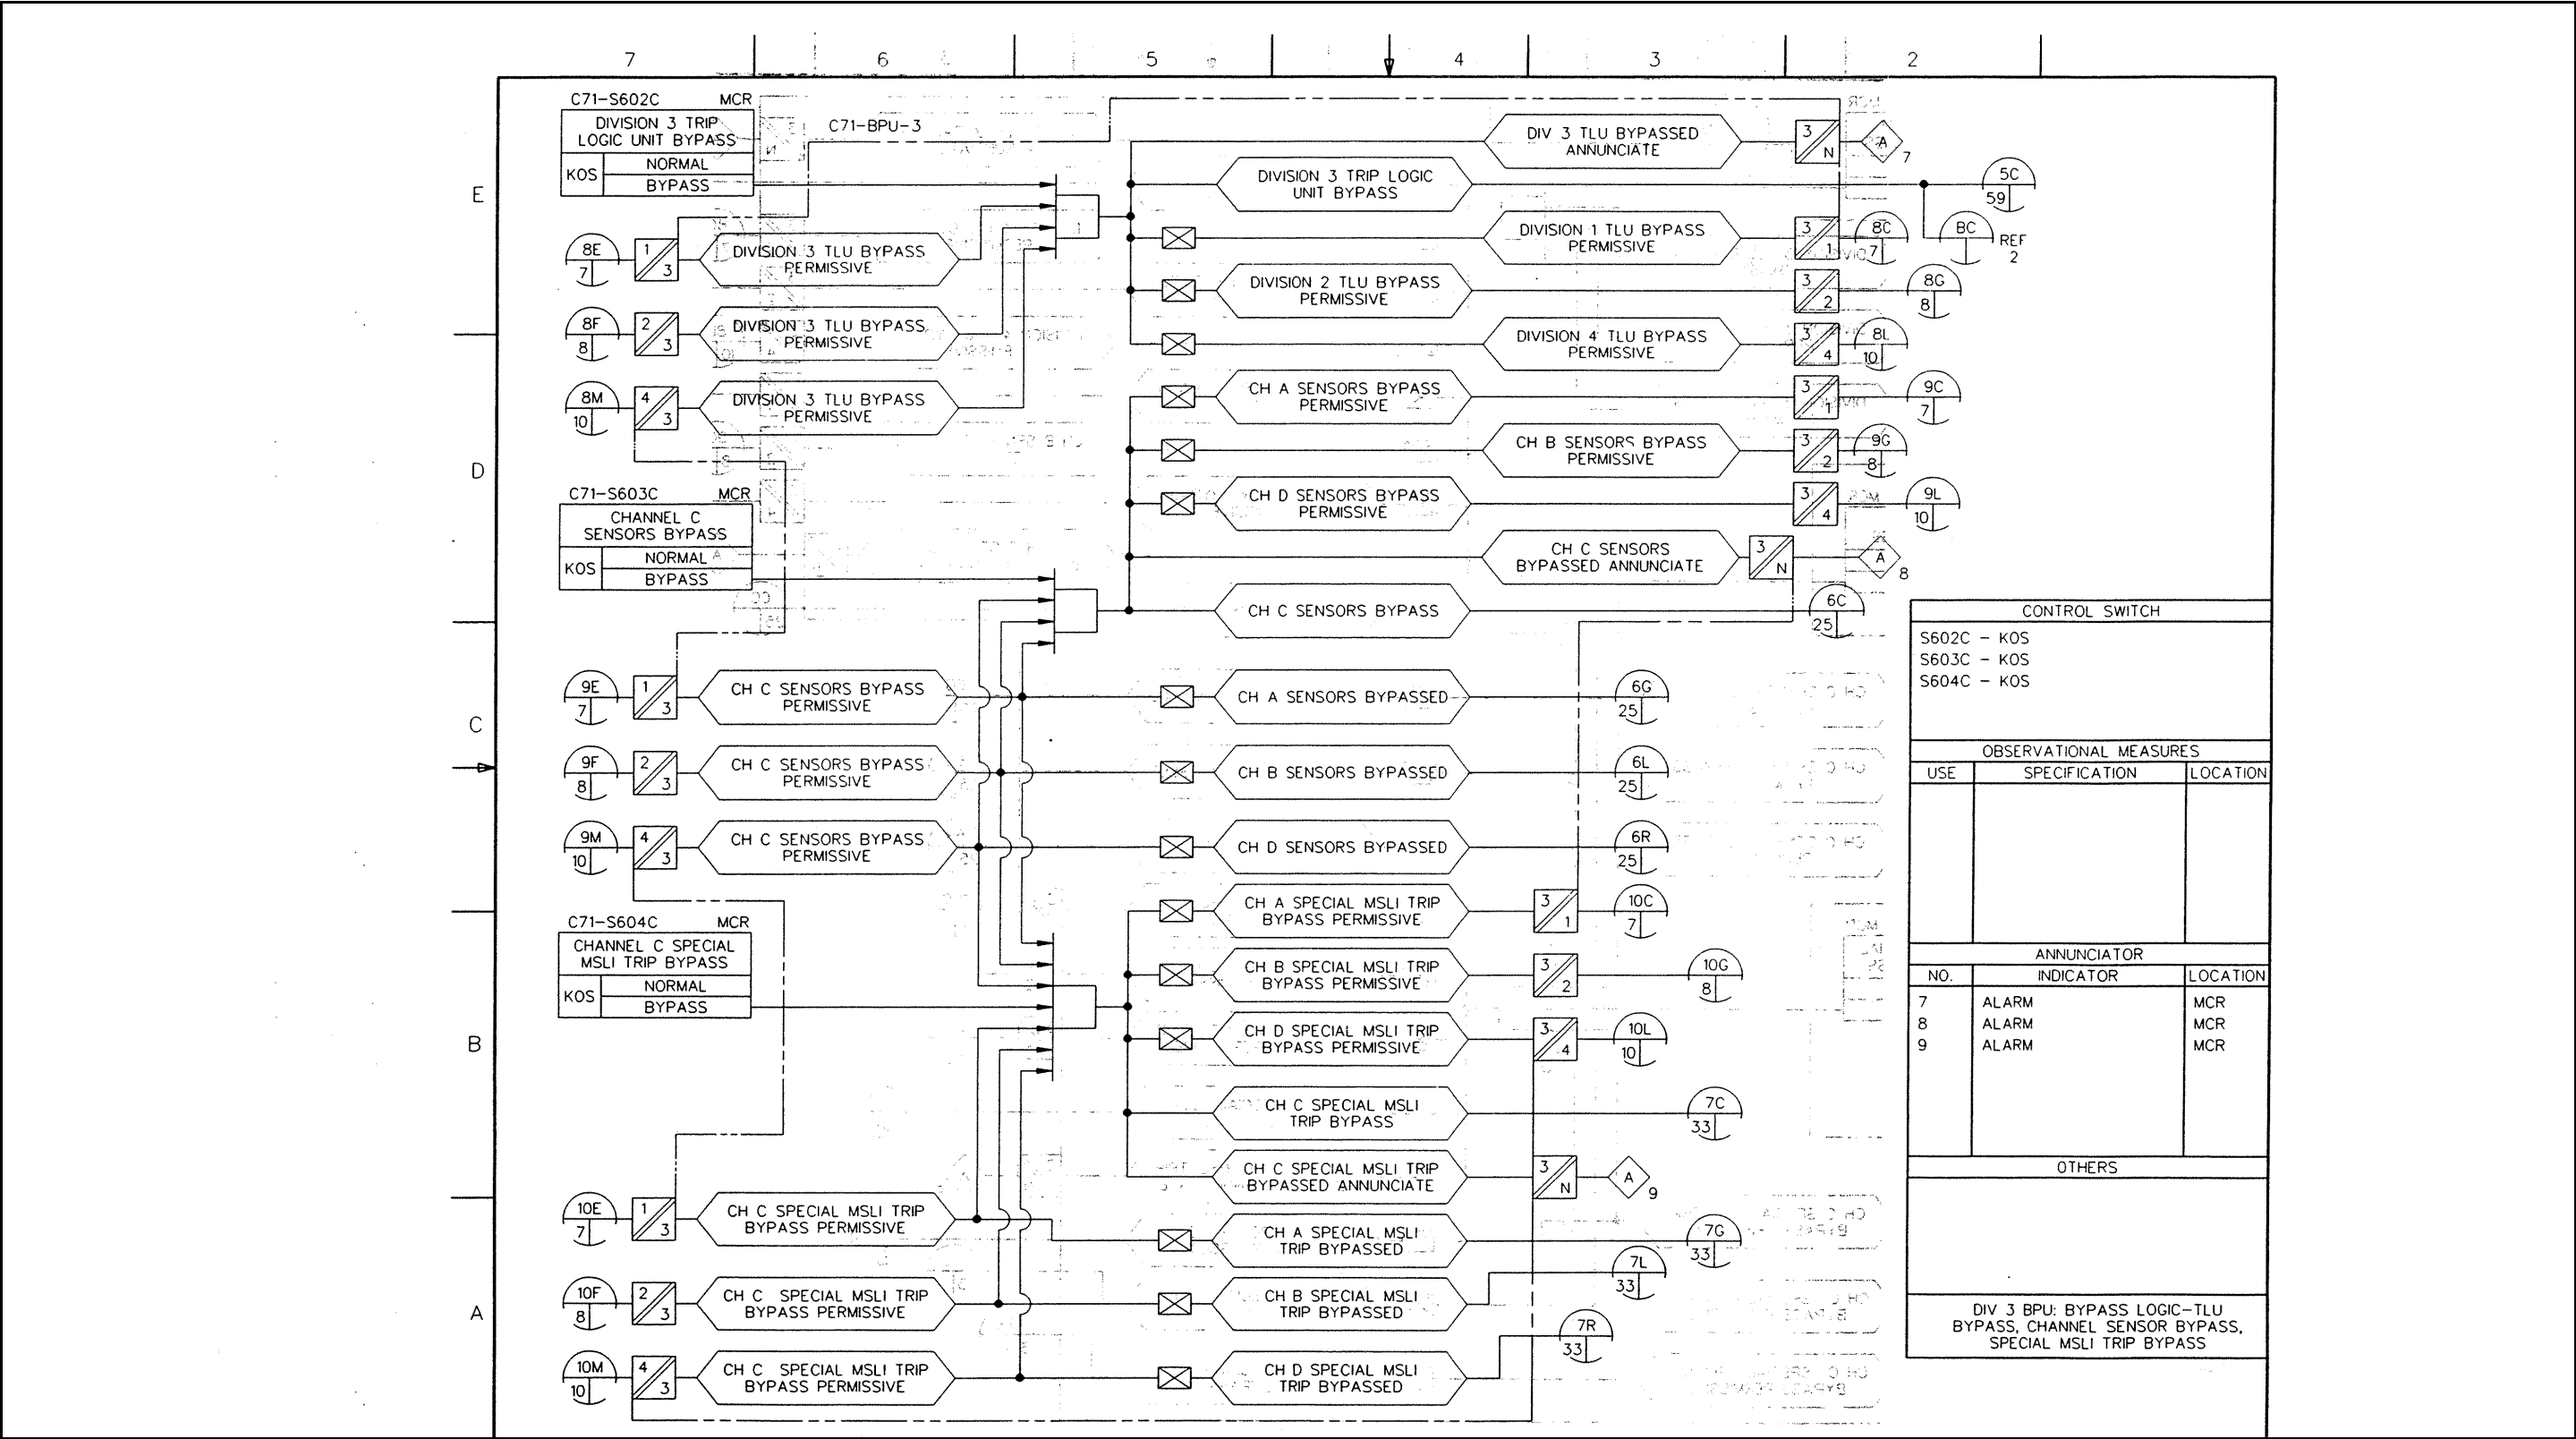 7 6 5 4 3 2
C71-S602C MCR
DIVISION 3 TRIP
LOGIC UNIT BYPASS
KOS
NORMAL
BYPASS
C71-BPU-3
DIV 3 TLU BYPASSED
ANNUNCIATE
3
N
A
7
E
DIVISION 3 TRIP LOGIC
UNIT BYPASS
5C
59
8E
7
1
3
DIVISION 3 TLU BYPASS
PERMISSIVE
DIVISION 1 TLU BYPASS
PERMISSIVE
3
1
8C
7
BC
REF
2
DIVISION 2 TLU BYPASS
PERMISSIVE
3
2
8G
8
8F
8
2
3
DIVISION 3 TLU BYPASS
PERMISSIVE
DIVISION 4 TLU BYPASS
PERMISSIVE
3
4
8L
10
8M
10
4
3
DIVISION 3 TLU BYPASS
PERMISSIVE
CH A SENSORS BYPASS
PERMISSIVE
3
1
9C
7
CH B SENSORS BYPASS
PERMISSIVE
3
2
9G
8
D
C71-S603C MCR
CHANNEL C
SENSORS BYPASS
KOS
NORMAL
BYPASS
CH D SENSORS BYPASS
PERMISSIVE
3
4
9L
10
CH C SENSORS
BYPASSED ANNUNCIATE
3
N
A
8
CH C SENSORS BYPASS
6C
25
9E
7
1
3
CH C SENSORS BYPASS
PERMISSIVE
CH A SENSORS BYPASSED
6G
25
C
9F
8
2
3
CH C SENSORS BYPASS
PERMISSIVE
CH B SENSORS BYPASSED
6L
25
9M
10
4
3
CH C SENSORS BYPASS
PERMISSIVE
CH D SENSORS BYPASSED
6R
25
C71-S604C MCR
CHANNEL C SPECIAL
MSLI TRIP BYPASS
KOS
NORMAL
BYPASS
CH A SPECIAL MSLI TRIP
BYPASS PERMISSIVE
3
1
10C
7
CH B SPECIAL MSLI TRIP
BYPASS PERMISSIVE
3
2
10G
8
B
CH D SPECIAL MSLI TRIP
BYPASS PERMISSIVE
3
4
10L
10
CH C SPECIAL MSLI
TRIP BYPASS
7C
33
CH C SPECIAL MSLI TRIP
BYPASSED ANNUNCIATE
3
N
A
9
10E
7
1
3
CH C SPECIAL MSLI TRIP
BYPASS PERMISSIVE
CH A SPECIAL MSLI
TRIP BYPASSED
7G
33
A
10F
8
2
3
CH C SPECIAL MSLI TRIP
BYPASS PERMISSIVE
CH B SPECIAL MSLI
TRIP BYPASSED
7L
33
10M
10
4
3
CH C SPECIAL MSLI TRIP
BYPASS PERMISSIVE
CH D SPECIAL MSLI
TRIP BYPASSED
7R
33
CONTROL SWITCH
S602C - KOS
S603C - KOS
S604C - KOS
OBSERVATIONAL MEASURES
USE SPECIFICATION LOCATION
ANNUNCIATOR
NO. INDICATOR LOCATION
7 ALARM MCR
8 ALARM MCR
9 ALARM MCR
OTHERS
DIV 3 BPU: BYPASS LOGIC-TLU
BYPASS, CHANNEL SENSOR BYPASS,
SPECIAL MSLI TRIP BYPASS